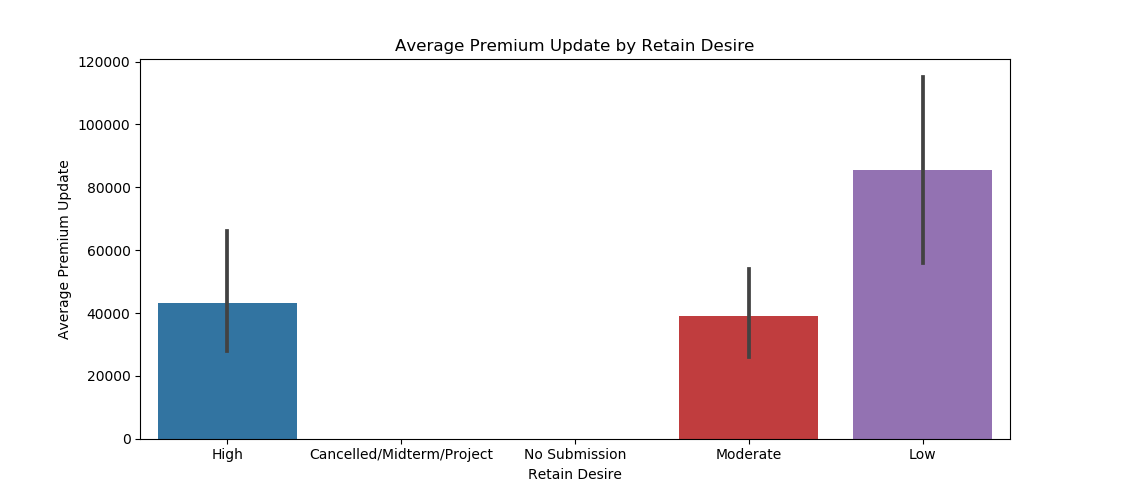 Average Premium Update by Retain Desire
120000
100000
80000
60000
40000
20000
0
Average Premium Update
High
Cancelled/Midterm/Project
No Submission
Moderate
Low
Retain Desire